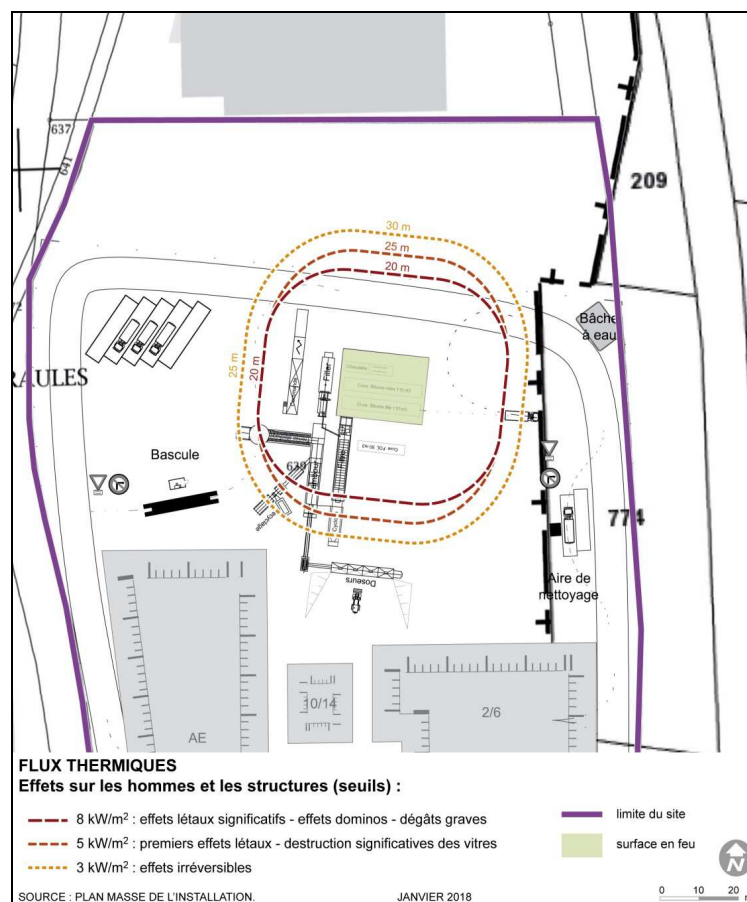 637
641
209
30 m
25 m
20 m
Bâche
à eau
RAULES
25 m
20 m
Filler
Bascule
639
Doseurs
774
Aire de
nettoyage
10/14
2/6
AE
FLUX THERMIQUES
Effets sur les hommes et les structures (seuils) :
8 kW/m² : effets létaux significatifs - effets dominos - dégâts graves
5 kW/m² : premiers effets létaux - destruction significatives des vitres
3 kW/m² : effets irréversibles
limite du site
surface en feu
N
SOURCE : PLAN MASSE DE L'INSTALLATION.
JANVIER 2018
0 10 20 m